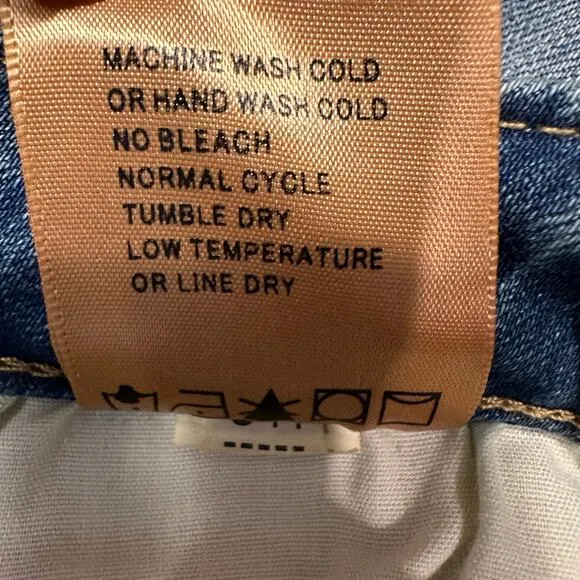 MACHINE WASH COLD
OR HAND WASH COLD
NO BLEACH
NORMAL CYCLE
TUMBLE DRY
LOW TEMPERATURE
OR LINE DRY